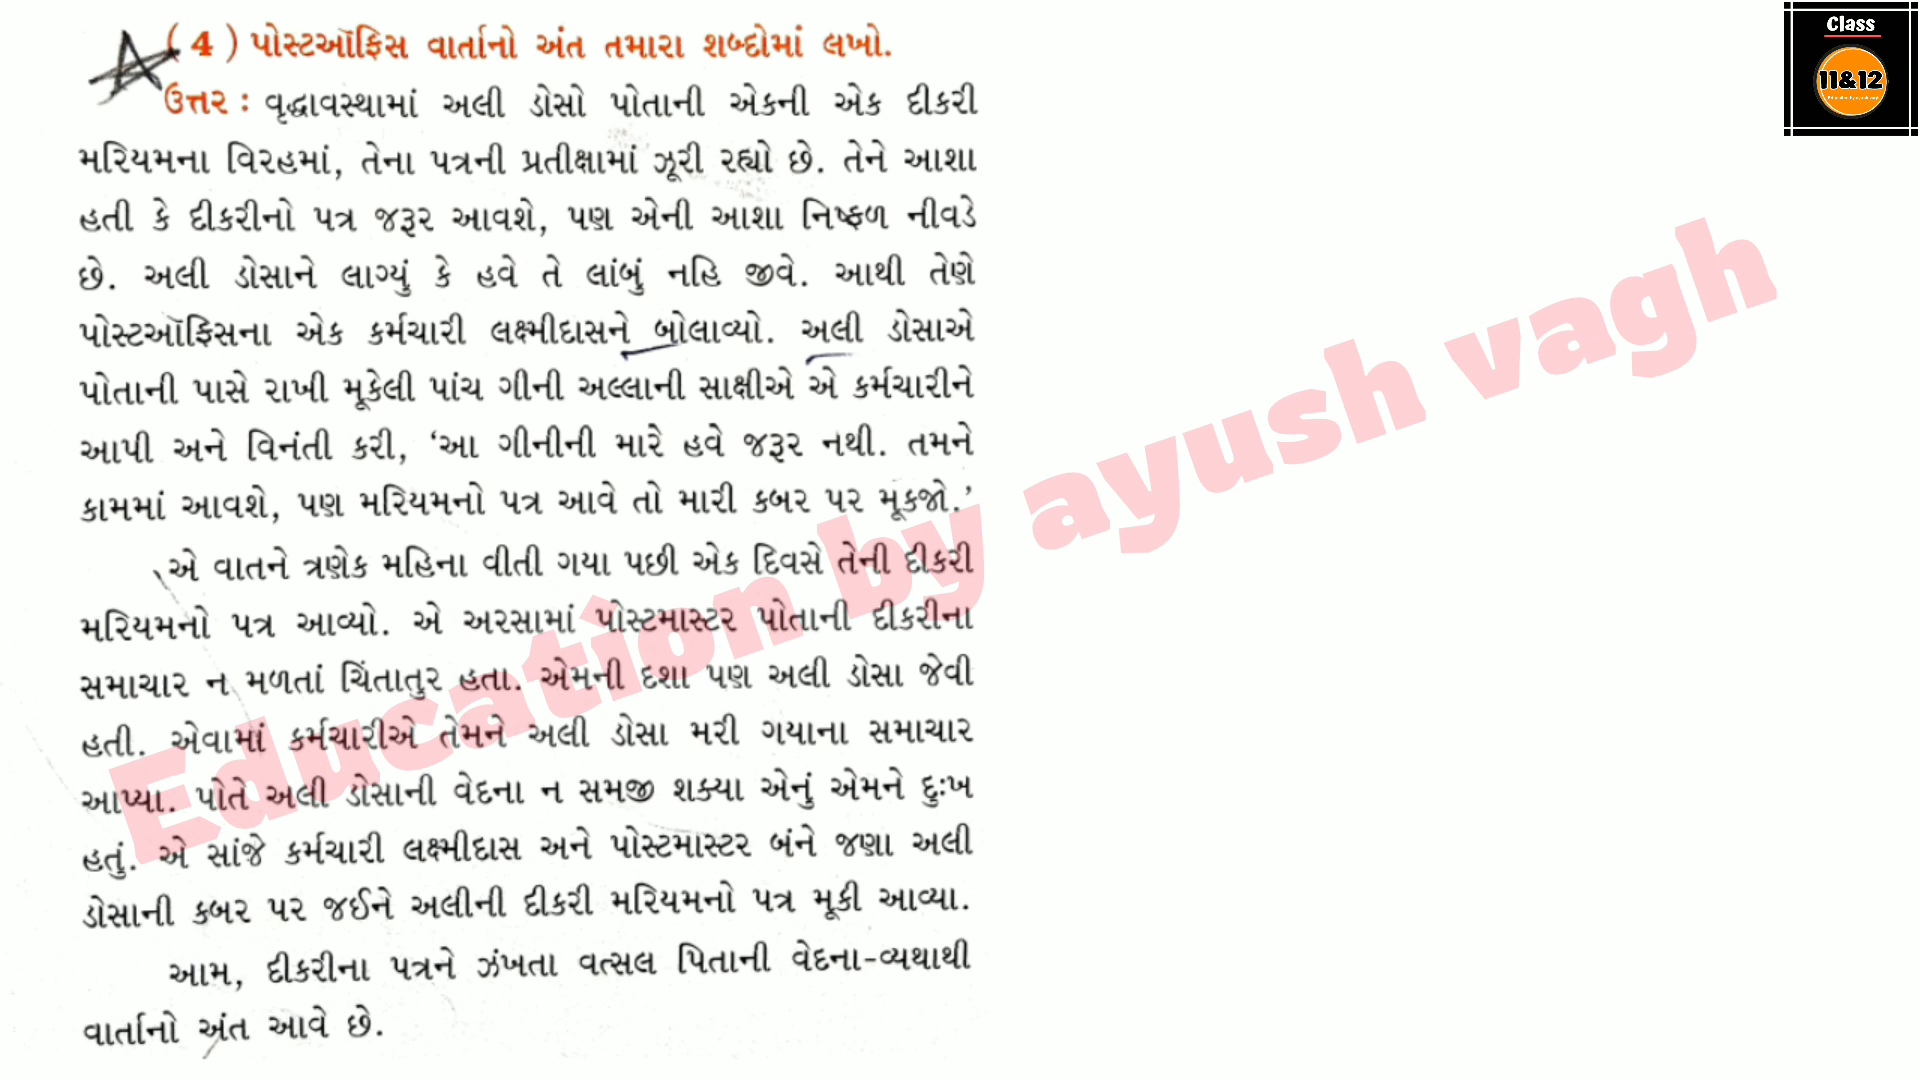 ( 4 ) પોસ્ટઑફિસ વાર્તાનો અંત તમારા શબ્દોમાં લખો.
ઉત્તર : વૃદ્ધાવસ્થામાં અલી ડોસો પોતાની એકની એક દીકરી
મરિયમના વિરહમાં, તેના પત્રની પ્રતીક્ષામાં ઝૂરી રહ્યો છે. તેને આશા
હતી કે દીકરીનો પત્ર જરૂર આવશે, પણ એની આશા નિષ્ફળ નીવડે
છે. અલી ડોસાને લાગ્યું કે હવે તે લાંબું નહિ જીવે. આથી તેણે
પોસ્ટઑફિસના એક કર્મચારી લક્ષ્મીદાસને બોલાવ્યો. અલી ડોસાએ
પોતાની પાસે રાખી મૂકેલી પાંચ ગીની અલ્લાની સાક્ષીએ એ કર્મચારીને
આપી અને વિનંતી કરી, ‘આ ગીનીની મારે હવે જરૂર નથી. તમને
કામમાં આવશે, પણ મરિયમનો પત્ર આવે તો મારી કબર પર મૂકજો.’
એ વાતને ત્રણેક મહિના વીતી ગયા પછી એક દિવસે તેની દીકરી
મરિયમનો પત્ર આવ્યો. એ અરસામાં પોસ્ટમાસ્ટર પોતાની દીકરીના
સમાચાર ન મળતાં ચિંતાતુર હતા. એમની દશા પણ અલી ડોસા જેવી
હતી. એવામાં કર્મચારીએ તેમને અલી ડોસા મરી ગયાના સમાચાર
આપ્યા. પોતે અલી ડોસાની વેદના ન સમજી શક્યા એનું એમને દુઃખ
હતું. એ સાંજે કર્મચારી લક્ષ્મીદાસ અને પોસ્ટમાસ્ટર બંને જણા અલી
ડોસાની કબર પર જઈને અલીની દીકરી મરિયમનો પત્ર મૂકી આવ્યા.
આમ, દીકરીના પત્રને ઝંખતા વત્સલ પિતાની વેદના-વ્યથાથી
વાર્તાનો અંત આવે છે.
Education by ayush vagh
Class
11&12